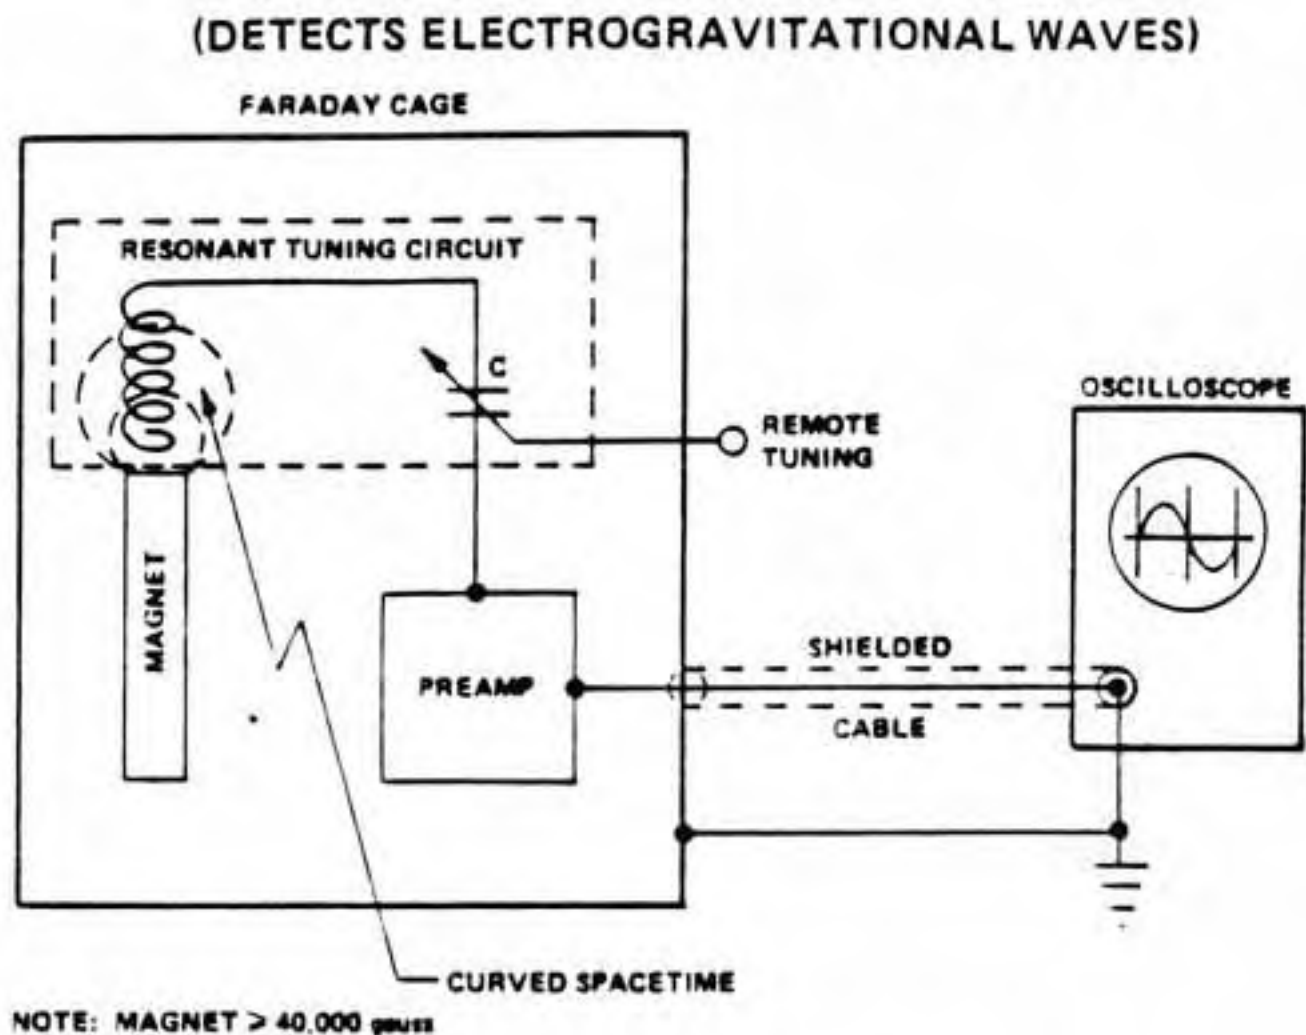 (DETECTS ELECTROGRAVITATIONAL WAVES)
FARADAY CAGE
RESONANT TUNING CIRCUIT
C
OSCILLOSCOPE
REMOTE
TUNING
MAGNET
PREAMP
SHIELDED
CABLE
CURVED SPACETIME
NOTE: MAGNET > 40,000 gauss